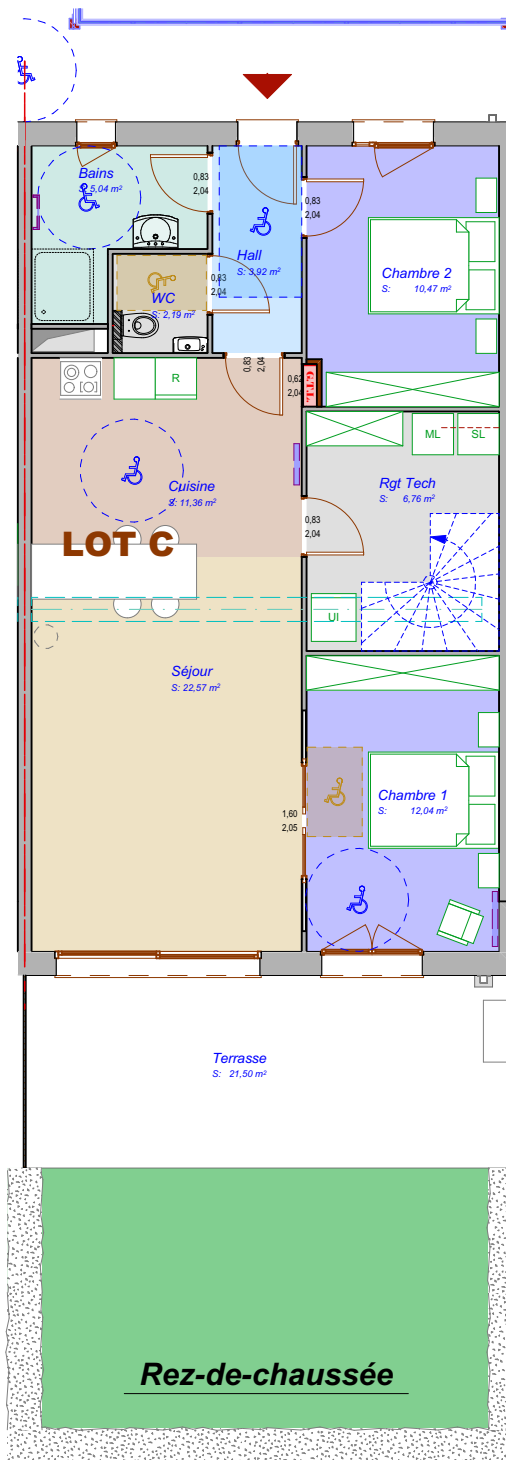 Bains
S: 5,04 m²
0,83
2,04
0,83
2,04
Hall
S: 3,92 m²
Chambre 2
S: 10,47 m²
WC
S: 2,19 m²
0,83
2,04
0,83
2,04
0,62
2,04
GTL
R
ML
SL
Cuisine
S: 11,36 m²
Rgt Tech
S: 6,76 m²
0,83
2,04
LOT C
UI
Séjour
S: 22,57 m²
Chambre 1
S: 12,04 m²
1,60
2,05
Terrasse
S: 21,50 m²
Rez-de-chaussée